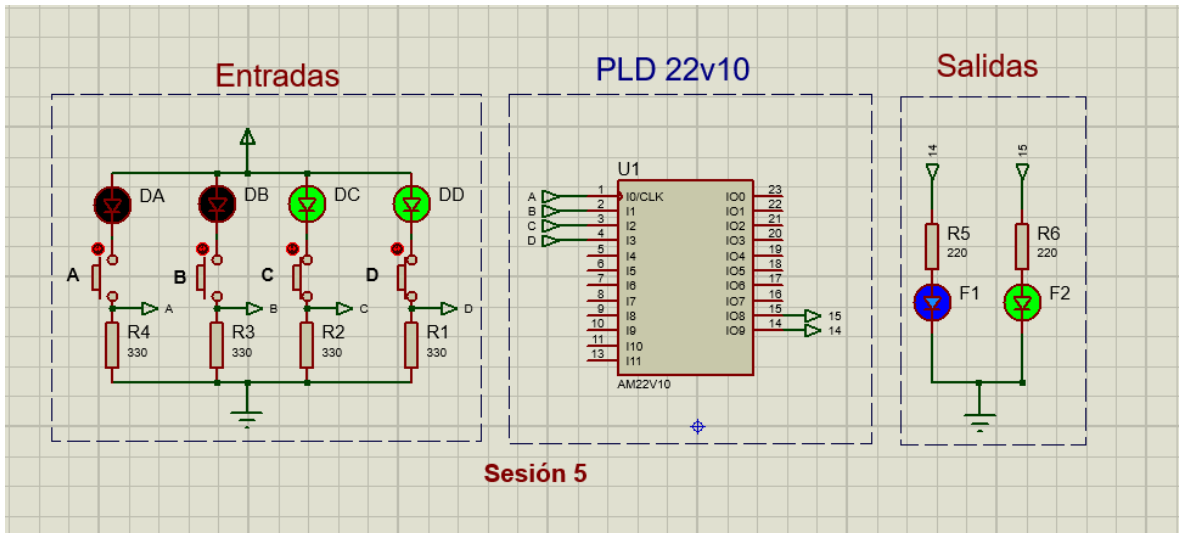 Entradas
PLD 22v10
Salidas
DA
DB
DC
DD
A
B
C
D
A
B
C
D
R4
330
R3
330
R2
330
R1
330
U1
A
B
C
D
1
2
3
4
5
6
7
8
9
10
11
13
I0/CLK
I1
I2
I3
I4
I5
I6
I7
I8
I9
I10
I11
IO0
IO1
IO2
IO3
IO4
IO5
IO6
IO7
IO8
IO9
23
22
21
20
19
18
17
16
15
14
15
14
AM22V10
14
15
R5
220
R6
220
F1
F2
Sesión 5